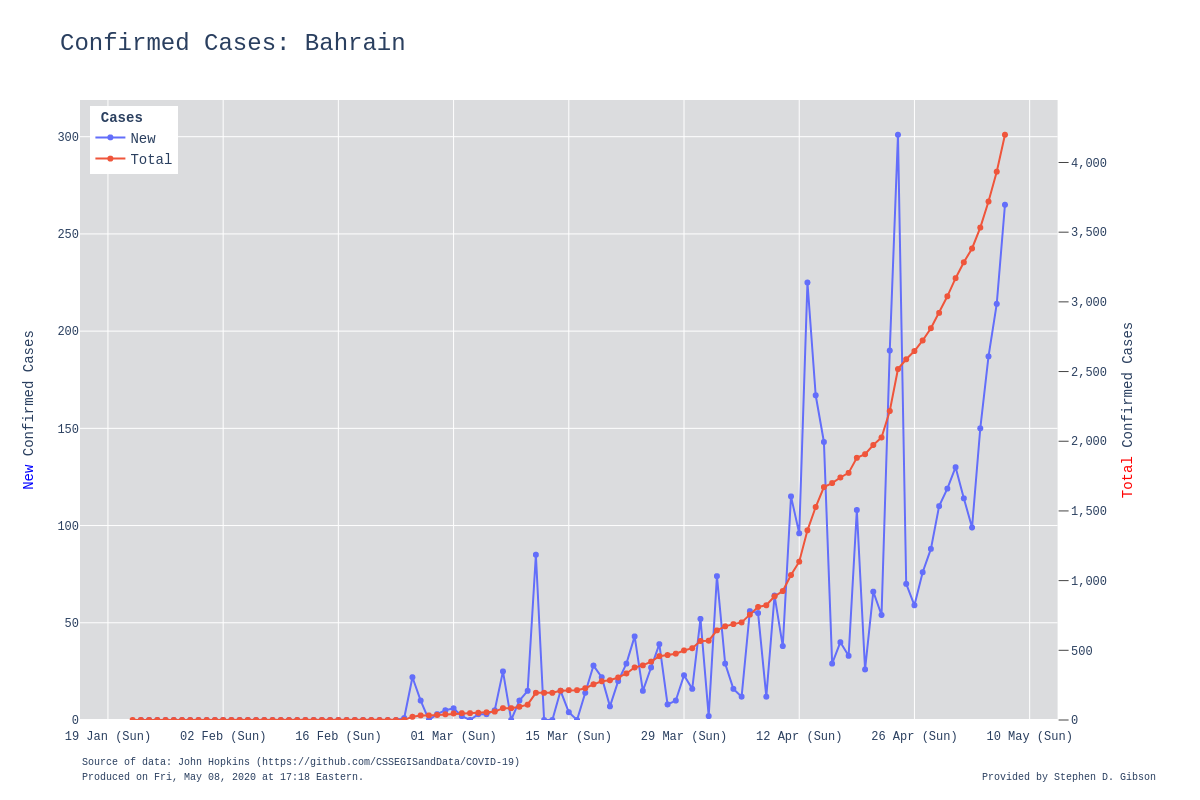 Confirmed Cases: Bahrain
Cases
New
Total
300
250
200
150
100
50
0
New Confirmed Cases
4,000
3,500
3,000
2,500
2,000
1,500
1,000
500
0
Total Confirmed Cases
19 Jan (Sun) 02 Feb (Sun) 16 Feb (Sun) 01 Mar (Sun) 15 Mar (Sun) 29 Mar (Sun) 12 Apr (Sun) 26 Apr (Sun) 10 May (Sun)
Source of data: John Hopkins (https://github.com/CSSEGISandData/COVID-19)
Produced on Fri, May 08, 2020 at 17:18 Eastern.
Provided by Stephen D. Gibson